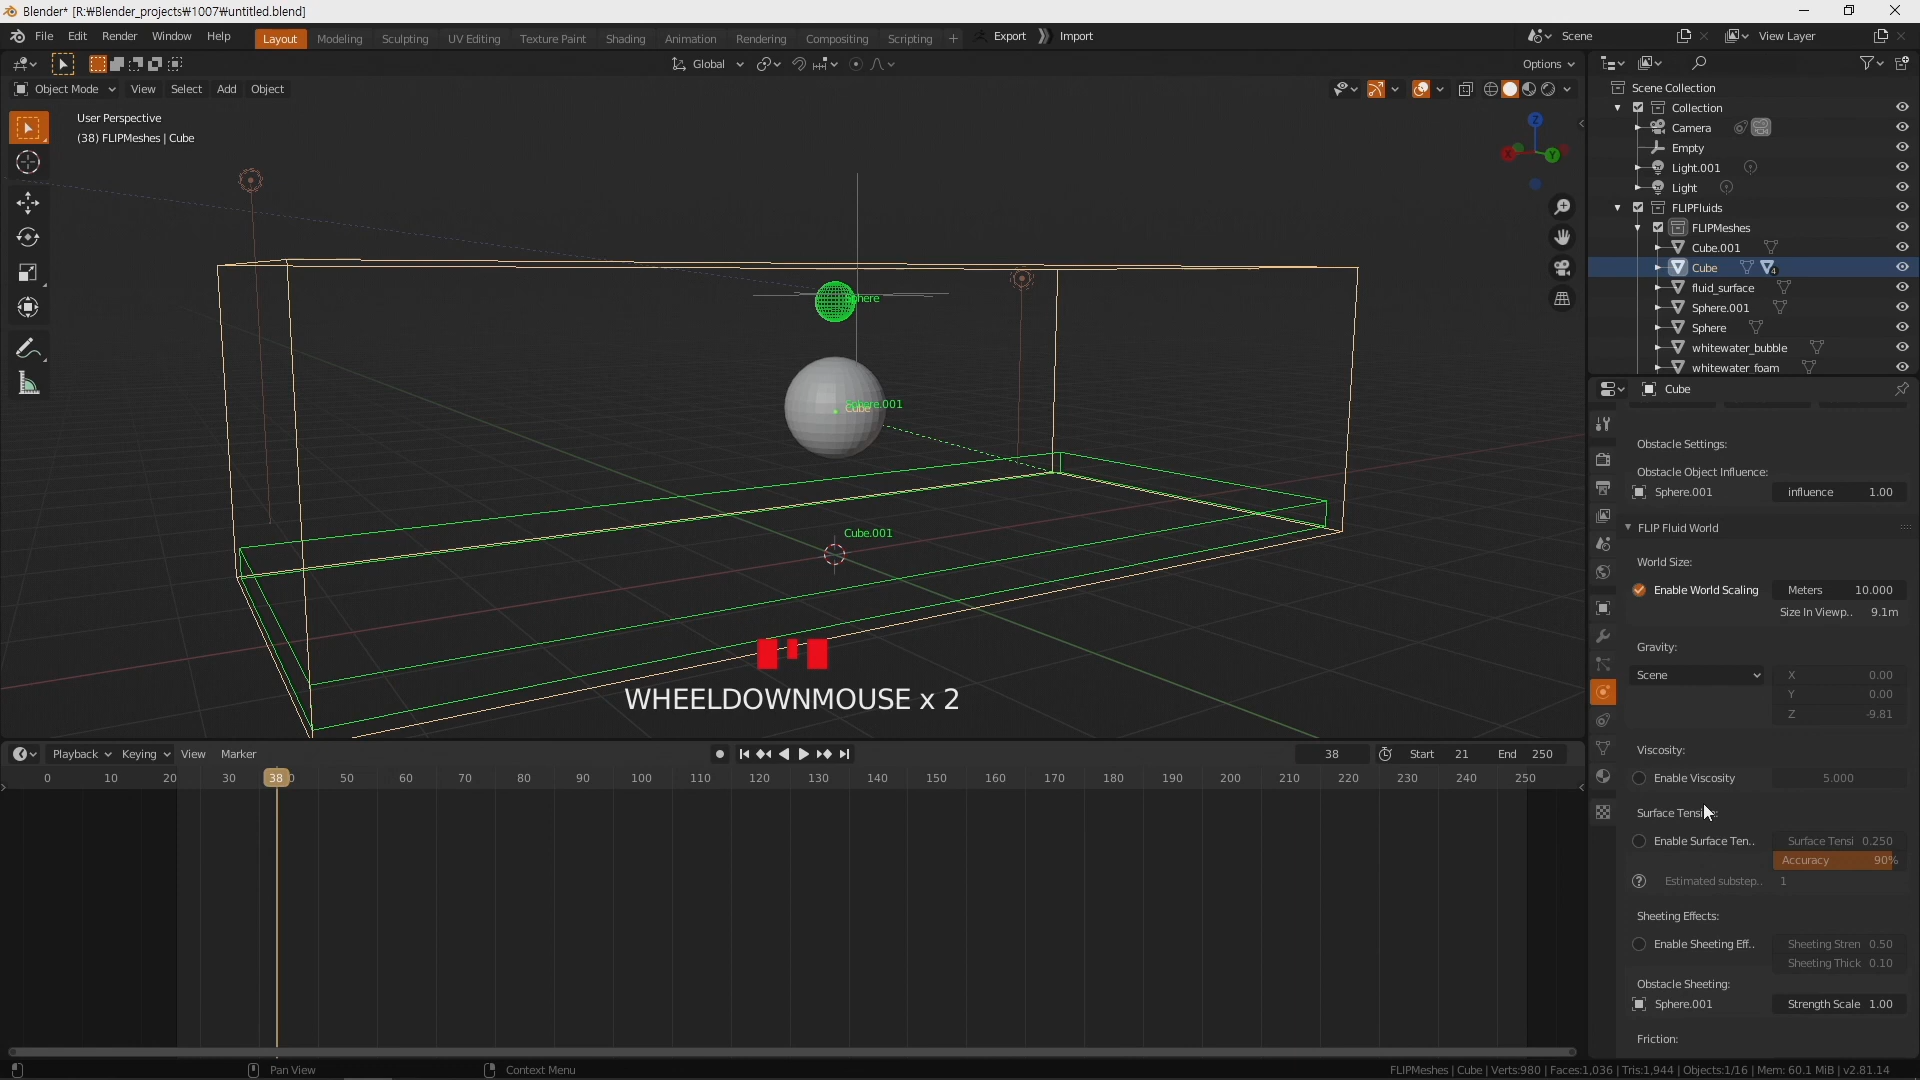 Blender* [R:₩Blender_projects₩1007₩untitled.blend]
File Edit Render Window Help Layout Modeling Sculpting UV Editing Texture Paint Shading Animation Rendering Compositing Scripting + Export Import Scene View Layer
Global Options
Object Mode View Select Add Object
User Perspective
(38) FLIPMeshes | Cube
Z
X Y
Sphere
Sphere.001
Cube
Cube.001
WHEELDOWNMOUSE x 2
Scene Collection
Collection
Camera
Empty
Light.001
Light
FLIPFluids
FLIPMeshes
Cube.001
Cube 4
fluid_surface
Sphere.001
Sphere
whitewater_bubble
whitewater_foam
Cube
Obstacle Settings:
Obstacle Object Influence:
Sphere.001 influence 1.00
FLIP Fluid World
World Size:
Enable World Scaling Meters 10.000
Size In Viewp.. 9.1m
Gravity:
Scene X 0.00
Y 0.00
Z -9.81
Viscosity:
Enable Viscosity 5.000
Enable Surface Ten.. Surface Tensi 0.250
Accuracy 90%
Estimated substep.. 1
Sheeting Effects:
Enable Sheeting Eff.. Sheeting Stren 0.50
Sheeting Thick 0.10
Obstacle Sheeting:
Sphere.001 Strength Scale 1.00
Friction:
Playback Keying View Marker 38 Start 21 End 250
0 10 20 30 38 50 60 70 80 90 100 110 120 130 140 150 160 170 180 190 200 210 220 230 240 250
Pan View Context Menu FLIPMeshes | Cube | Verts:980 | Faces:1,036 | Tris:1,944 | Objects:1/16 | Mem: 60.1 MiB | v2.81.14